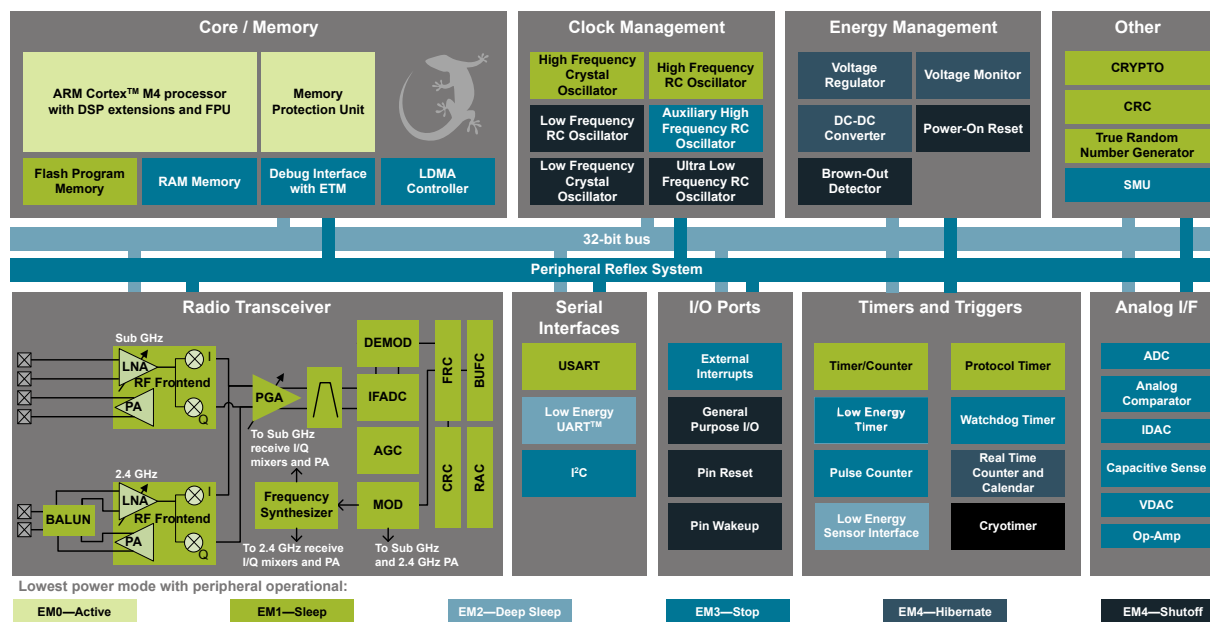 Core / Memory
ARM Cortex™ M4 processor
with DSP extensions and FPU
Memory
Protection Unit
Flash Program
Memory
RAM Memory
Debug Interface
with ETM
LDMA
Controller
Clock Management
High Frequency
Crystal
Oscillator
High Frequency
RC Oscillator
Low Frequency
RC Oscillator
Auxiliary High
Frequency RC
Oscillator
Low Frequency
Crystal
Oscillator
Ultra Low
Frequency RC
Oscillator
Energy Management
Voltage
Regulator
Voltage Monitor
DC-DC
Converter
Power-On Reset
Brown-Out
Detector
Other
CRYPTO
CRC
True Random
Number Generator
SMU
32-bit bus
Peripheral Reflex System
Radio Transceiver
Sub GHz
LNA
RF Frontend
PA
I
Q
PGA
To Sub GHz
receive I/Q
mixers and PA
DEMOD
IFADC
AGC
MOD
FRC
BUFC
CRC
RAC
2.4 GHz
BALUN
LNA
RF Frontend
PA
I
Q
Frequency
Synthesizer
To 2.4 GHz receive
I/Q mixers and PA
To Sub GHz
and 2.4 GHz PA
Serial
Interfaces
USART
Low Energy
UART™
I²C
I/O Ports
External
Interrupts
General
Purpose I/O
Pin Reset
Pin Wakeup
Timers and Triggers
Timer/Counter
Protocol Timer
Low Energy
Timer
Watchdog Timer
Pulse Counter
Real Time
Counter and
Calendar
Low Energy
Sensor Interface
Cryotimer
Analog I/F
ADC
Analog
Comparator
IDAC
Capacitive Sense
VDAC
Op-Amp
Lowest power mode with peripheral operational:
EM0—Active
EM1—Sleep
EM2—Deep Sleep
EM3—Stop
EM4—Hibernate
EM4—Shutoff